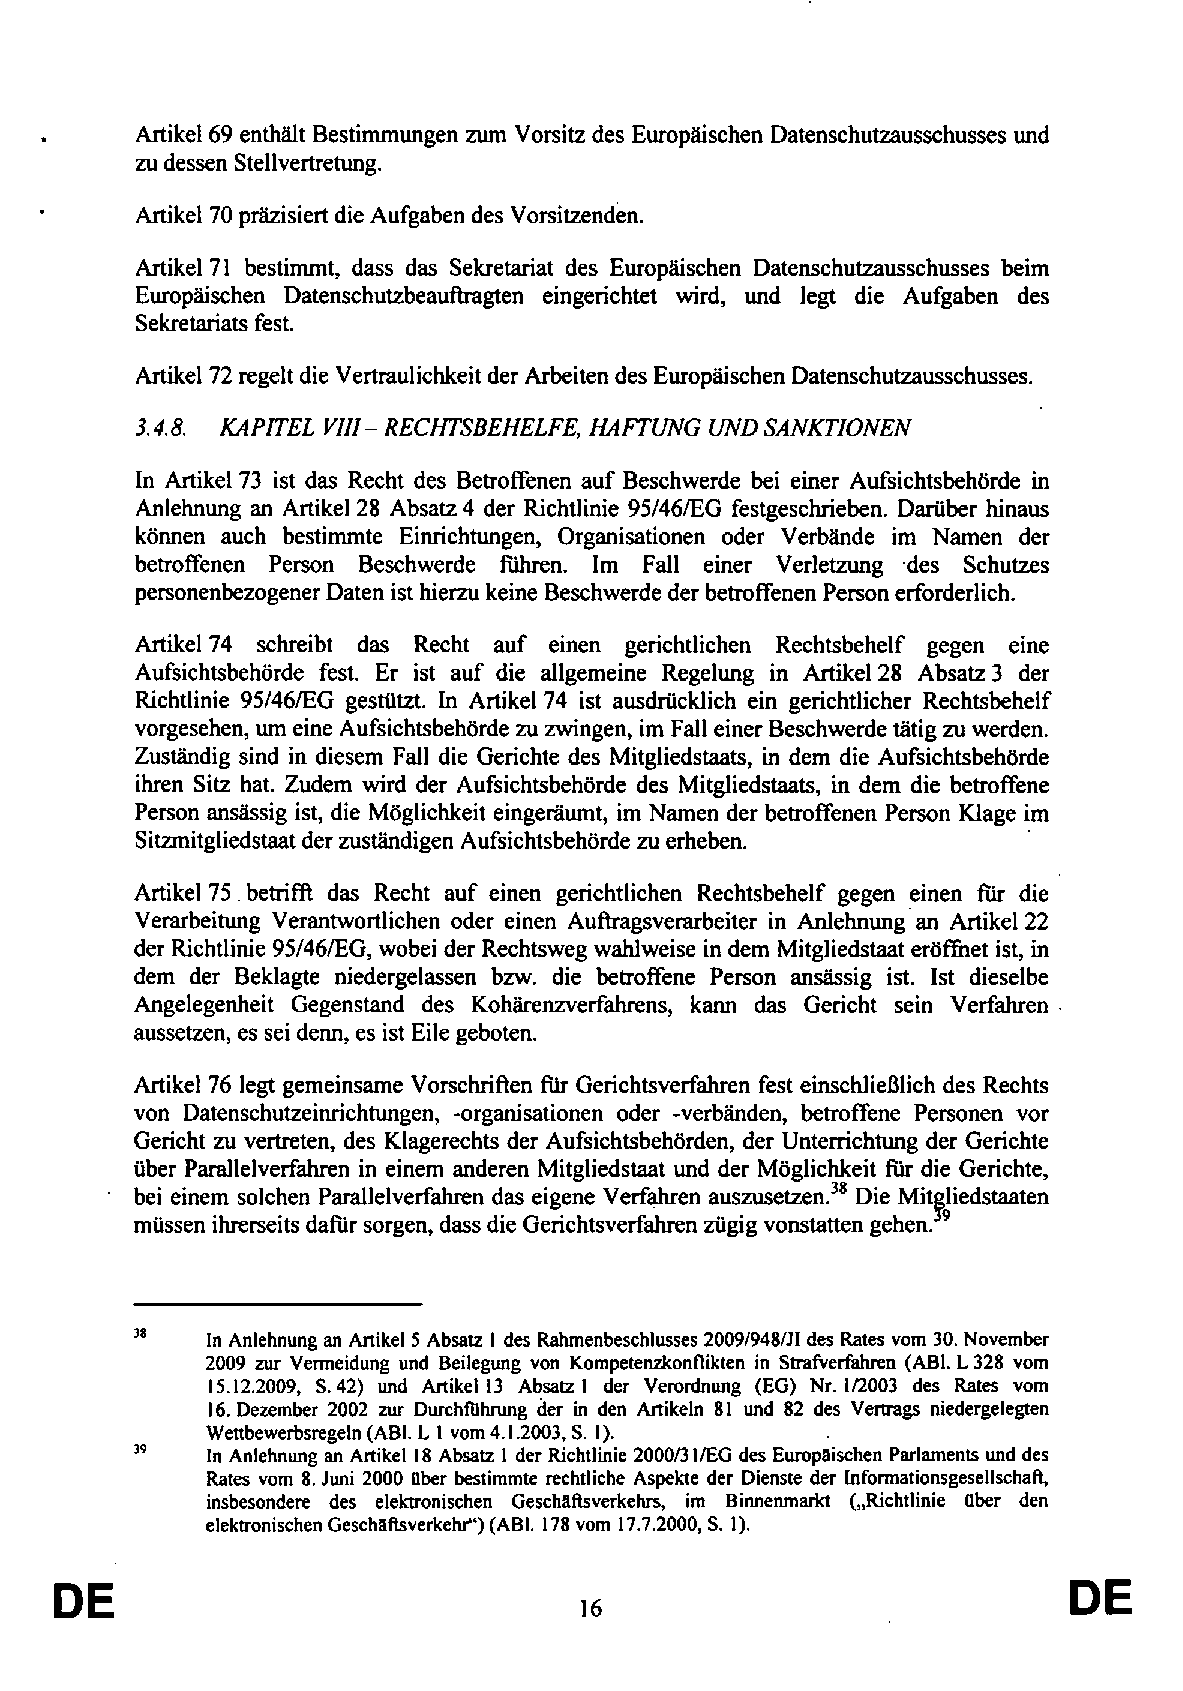 Artikel 69 enthält Bestimmungen zum Vorsitz des Europäischen Datenschutzausschusses und
zu dessen Stellvertretung.
Artikel 70 präzisiert die Aufgaben des Vorsitzenden.
Artikel 71 bestimmt, dass das Sekretariat des Europäischen Datenschutzausschusses beim
Europäischen Datenschutzbeauftragten eingerichtet wird, und legt die Aufgaben des
Sekretariats fest.
Artikel 72 regelt die Vertraulichkeit der Arbeiten des Europäischen Datenschutzausschusses.
3.4.8. KAPITEL VIII – RECHTSBEHELFE, HAFTUNG UND SANKTIONEN
In Artikel 73 ist das Recht des Betroffenen auf Beschwerde bei einer Aufsichtsbehörde in
Anlehnung an Artikel 28 Absatz 4 der Richtlinie 95/46/EG festgeschrieben. Darüber hinaus
können auch bestimmte Einrichtungen, Organisationen oder Verbände im Namen der
betroffenen Person Beschwerde führen. Im Fall einer Verletzung des Schutzes
personenbezogener Daten ist hierzu keine Beschwerde der betroffenen Person erforderlich.
Artikel 74 schreibt das Recht auf einen gerichtlichen Rechtsbehelf gegen eine
Aufsichtsbehörde fest. Er ist auf die allgemeine Regelung in Artikel 28 Absatz 3 der
Richtlinie 95/46/EG gestützt. In Artikel 74 ist ausdrücklich ein gerichtlicher Rechtsbehelf
vorgesehen, um eine Aufsichtsbehörde zu zwingen, im Fall einer Beschwerde tätig zu werden.
Zuständig sind in diesem Fall die Gerichte des Mitgliedstaats, in dem die Aufsichtsbehörde
ihren Sitz hat. Zudem wird der Aufsichtsbehörde des Mitgliedstaats, in dem die betroffene
Person ansässig ist, die Möglichkeit eingeräumt, im Namen der betroffenen Person Klage im
Sitzmitgliedstaat der zuständigen Aufsichtsbehörde zu erheben.
Artikel 75 betrifft das Recht auf einen gerichtlichen Rechtsbehelf gegen einen für die
Verarbeitung Verantwortlichen oder einen Auftragsverarbeiter in Anlehnung an Artikel 22
der Richtlinie 95/46/EG, wobei der Rechtsweg wahlweise in dem Mitgliedstaat eröffnet ist, in
dem der Beklagte niedergelassen bzw. die betroffene Person ansässig ist. Ist dieselbe
Angelegenheit Gegenstand des Kohärenzverfahrens, kann das Gericht sein Verfahren
aussetzen, es sei denn, es ist Eile geboten.
Artikel 76 legt gemeinsame Vorschriften für Gerichtsverfahren fest einschließlich des Rechts
von Datenschutzeinrichtungen, -organisationen oder -verbänden, betroffene Personen vor
Gericht zu vertreten, des Klagerechts der Aufsichtsbehörden, der Unterrichtung der Gerichte
über Parallelverfahren in einem anderen Mitgliedstaat und der Möglichkeit für die Gerichte,
bei einem solchen Parallelverfahren das eigene Verfahren auszusetzen.38 Die Mitgliedstaaten
müssen ihrerseits dafür sorgen, dass die Gerichtsverfahren zügig vonstatten gehen.39
38 In Anlehnung an Artikel 5 Absatz 1 des Rahmenbeschlusses 2009/948/JI des Rates vom 30. November
2009 zur Vermeidung und Beilegung von Kompetenzkonflikten in Strafverfahren (ABl. L 328 vom
15.12.2009, S. 42) und Artikel 13 Absatz 1 der Verordnung (EG) Nr. 1/2003 des Rates vom
16. Dezember 2002 zur Durchführung der in den Artikeln 81 und 82 des Vertrags niedergelegten
Wettbewerbsregeln (ABl. L 1 vom 4.1.2003, S. 1).
39 In Anlehnung an Artikel 18 Absatz 1 der Richtlinie 2000/31/EG des Europäischen Parlaments und des
Rates vom 8. Juni 2000 über bestimmte rechtliche Aspekte der Dienste der Informationsgesellschaft,
insbesondere des elektronischen Geschäftsverkehrs, im Binnenmarkt („Richtlinie über den
elektronischen Geschäftsverkehr“) (ABl. 178 vom 17.7.2000, S. 1).
DE 16 DE